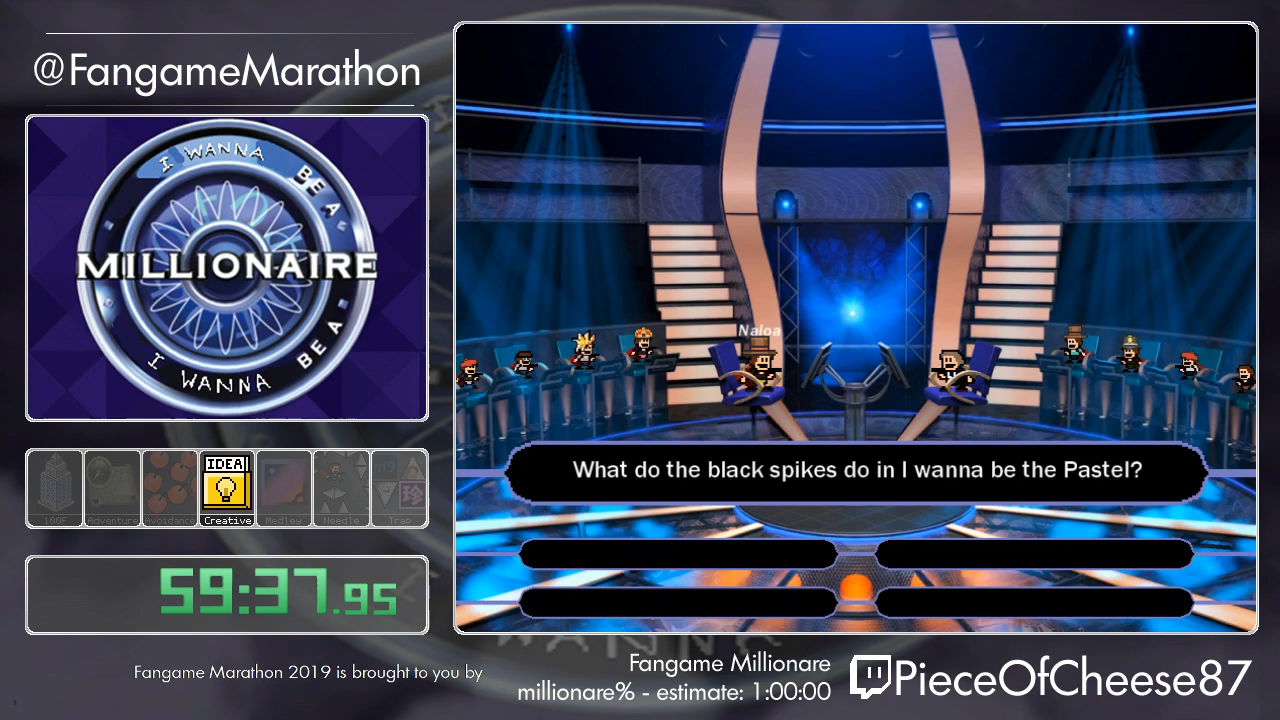 @FangameMarathon
I WANNA
BE A
MILLIONAIRE
I WANNA
BE A
IDEA
100F
Adventure
Avoidance
Creative
Medley
Needle
Trap
59:37.95
Naloa
What do the black spikes do in I wanna be the Pastel?
Fangame Marathon 2019 is brought to you by
Fangame Millionare
millionare% - estimate: 1:00:00
PieceOfCheese87